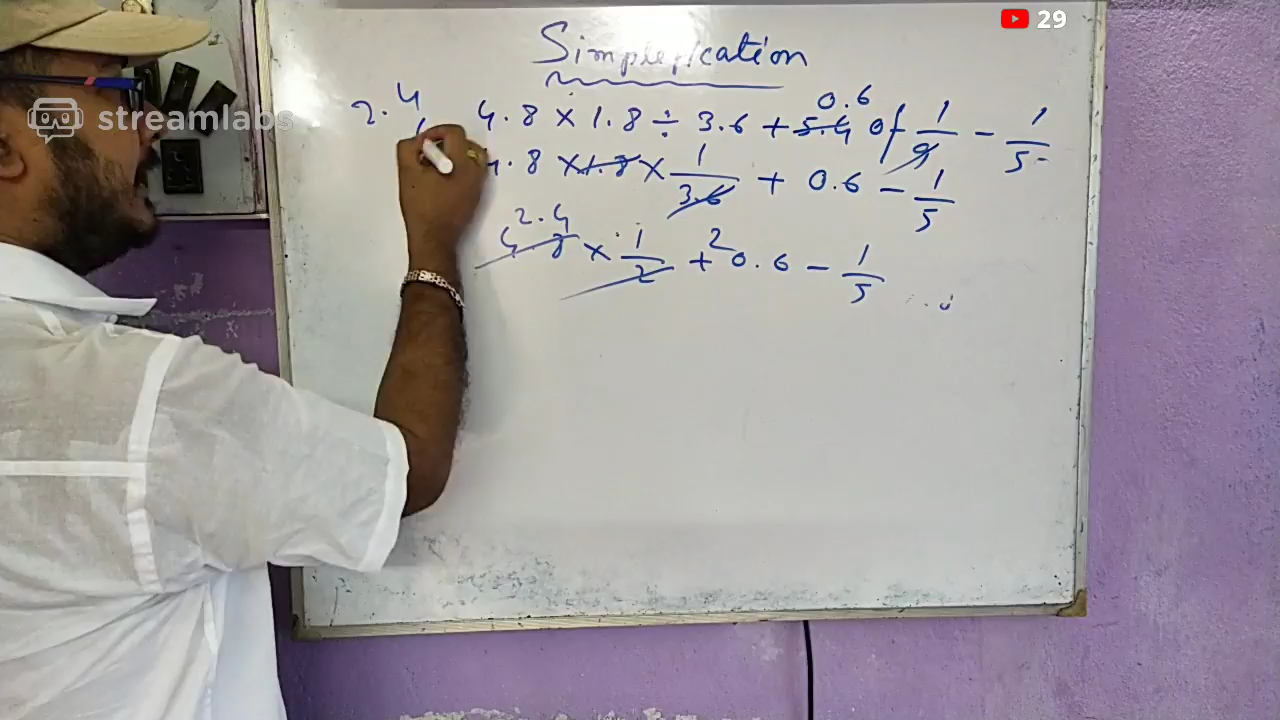 29
streamlabs
Simplification
2.4
0.6
4.8 × 1.8 ÷ 3.6 + 5.4 of 1/9 - 1/5
4.8 × 1.8 × 1/3.6 + 0.6 - 1/5
2.4
4.8 × 1/2 + 0.6 - 1/5
2